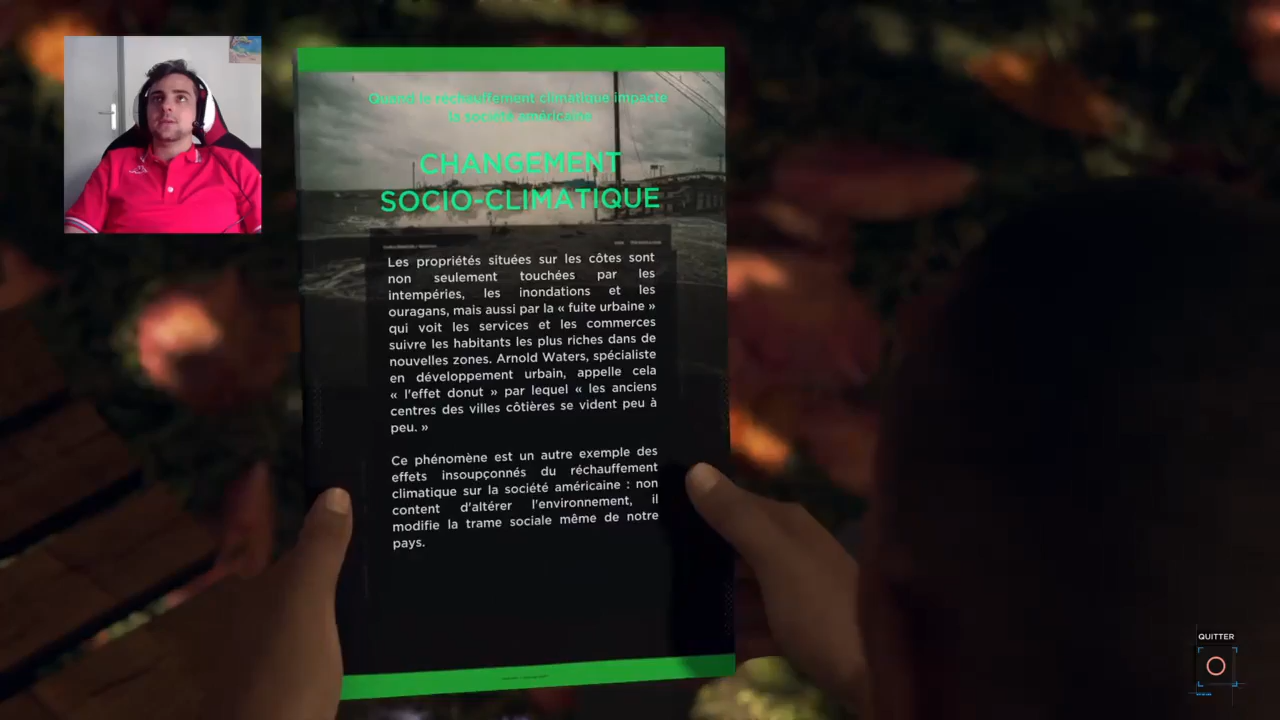 Quand le réchauffement climatique impacte
la société américaine
CHANGEMENT
SOCIO-CLIMATIQUE
Les propriétés situées sur les côtes sont
non seulement touchées par les
intempéries, les inondations et les
ouragans, mais aussi par la « fuite urbaine »
qui voit les services et les commerces
suivre les habitants les plus riches dans de
nouvelles zones. Arnold Waters, spécialiste
en développement urbain, appelle cela
« l'effet donut » par lequel « les anciens
centres des villes côtières se vident peu à
peu. »
Ce phénomène est un autre exemple des
effets insoupçonnés du réchauffement
climatique sur la société américaine : non
content d'altérer l'environnement, il
modifie la trame sociale même de notre
pays.
QUITTER